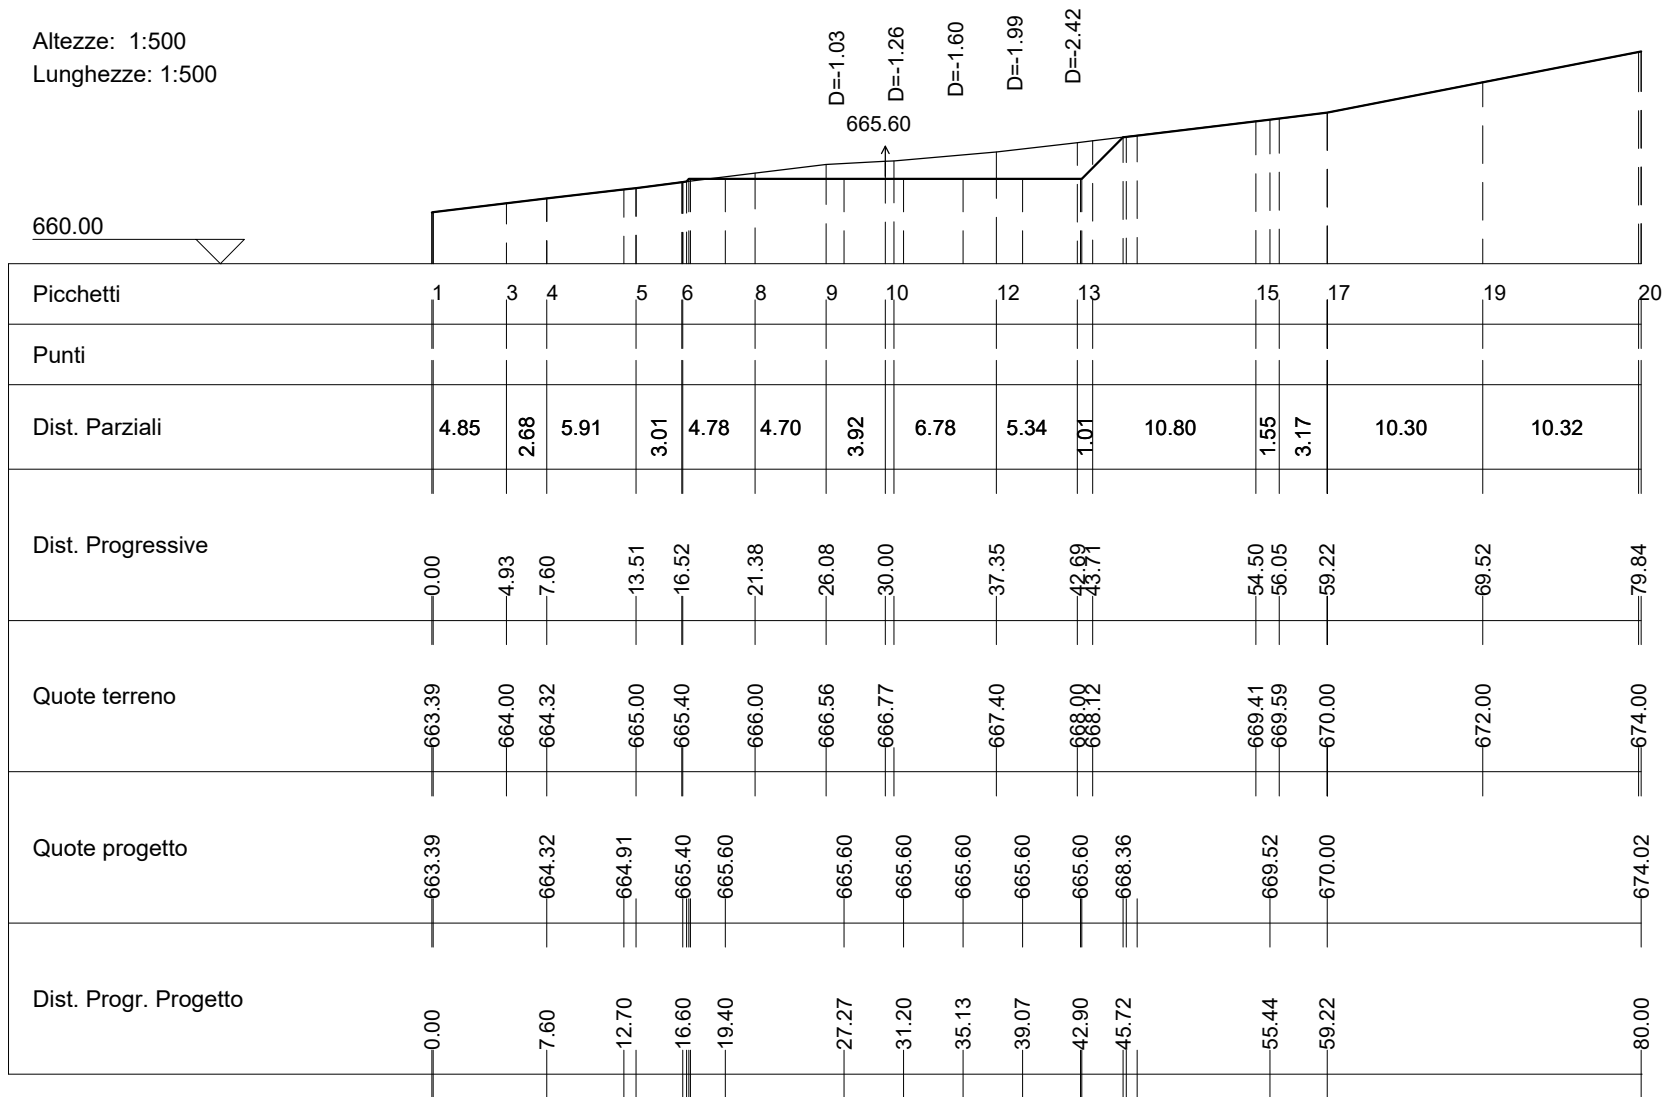 Altezze: 1:500
Lunghezze: 1:500
D=-1.03
D=-1.26
D=-1.60
D=-1.99
D=-2.42
665.60
660.00
Picchetti 1 3 4 5 6 8 9 10 12 13 15 17 19 20
Punti
Dist. Parziali 4.85 2.68 5.91 3.01 4.78 4.70 3.92 6.78 5.34 1.01 10.80 1.55 3.17 10.30 10.32
Dist. Progressive 0.00 4.93 7.60 13.51 16.52 21.38 26.08 30.00 37.35 42.69 43.71 54.50 56.05 59.22 69.52 79.84
Quote terreno 663.39 664.00 664.32 665.00 665.40 666.00 666.56 666.77 667.40 668.00 668.12 669.41 669.59 670.00 672.00 674.00
Quote progetto 663.39 664.32 664.91 665.40 665.60 665.60 665.60 665.60 665.60 665.60 668.36 669.52 670.00 674.02
Dist. Progr. Progetto 0.00 7.60 12.70 16.60 19.40 27.27 31.20 35.13 39.07 42.90 45.72 55.44 59.22 80.00